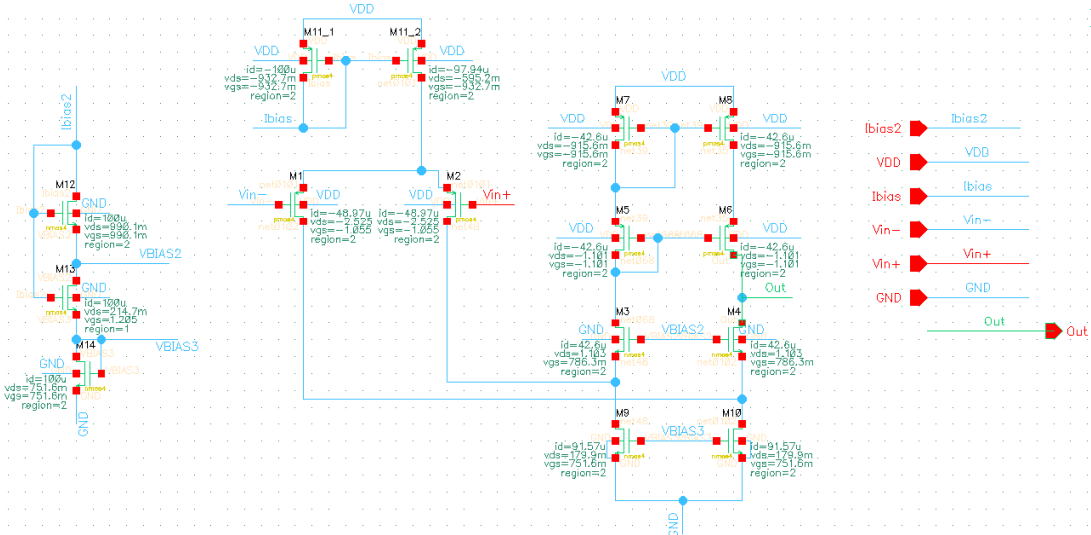 VDD
M11_1
M11_2
VDD
VDD
id=-100u
vds=-932.7m
vgs=-932.7m
region=2
id=-97.94u
vds=-595.2m
vgs=-932.7m
region=2
Ibias
Ibias2
M12
GND
id=100u
vds=990.1m
vgs=990.1m
region=2
VBIAS2
M13
GND
id=100u
vds=214.7m
vgs=1.205
region=1
VBIAS3
M14
GND
VBIAS3
id=100u
vds=751.6m
vgs=751.6m
region=2
GND
M1
M2
Vin-
VDD
VDD
Vin+
id=-48.97u
vds=-2.525
vgs=-1.055
region=2
id=-48.97u
vds=-2.525
vgs=-1.055
region=2
VDD
M7
M8
VDD
VDD
id=-42.6u
vds=-915.6m
vgs=-915.6m
region=2
id=-42.6u
vds=-915.6m
vgs=-915.6m
region=2
M5
M6
VDD
VDD
id=-42.6u
vds=-1.101
vgs=-1.101
region=2
id=-42.6u
vds=-1.101
vgs=-1.101
region=2
Out
M3
M4
GND
VBIAS2
GND
id=42.6u
vds=1.103
vgs=786.3m
region=2
id=42.6u
vds=1.103
vgs=786.3m
region=2
M9
M10
VBIAS3
id=91.57u
vds=179.9m
vgs=751.6m
region=2
id=91.57u
vds=179.9m
vgs=751.6m
region=2
GND
Ibias2
Ibias2
VDD
VDD
Ibias
Ibias
Vin-
Vin-
Vin+
Vin+
GND
GND
Out
Out